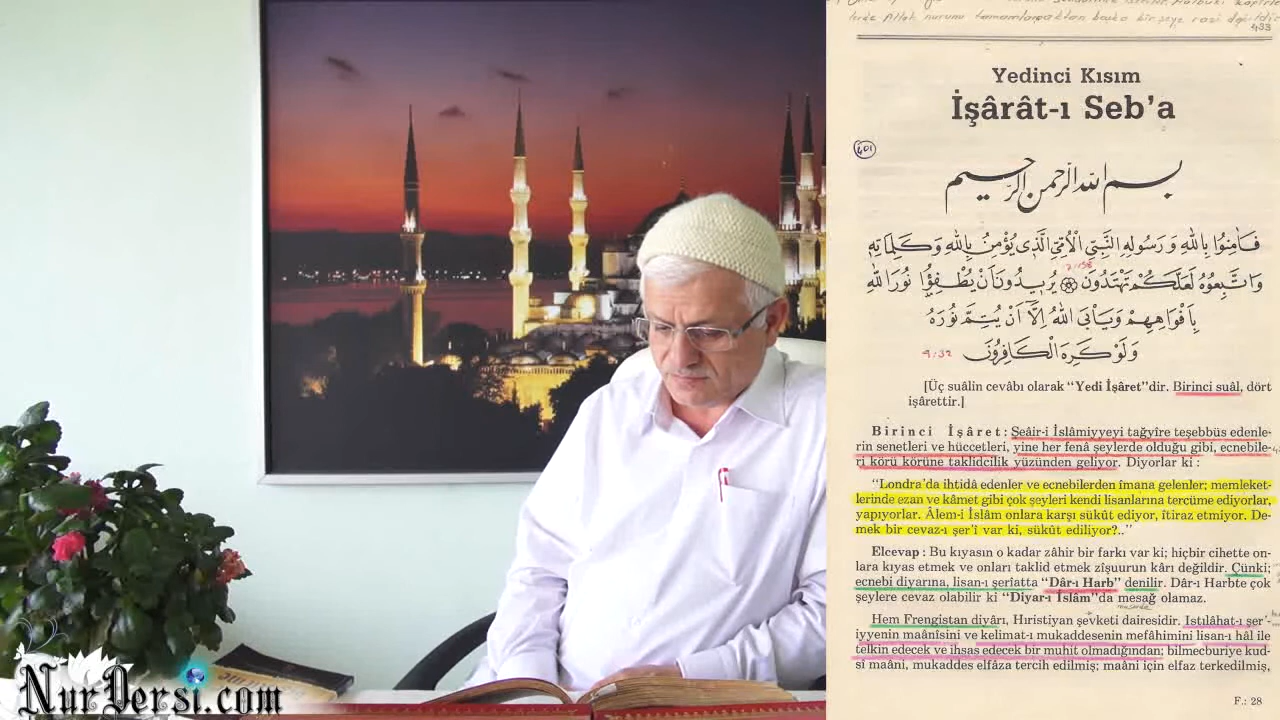 433
Yedinci Kısım
İşârât-ı Seb’a
بسم الله الرحمن الرحيم
فَاٰمِنُوا بِاللّٰهِ وَرَسُولِهِ النَّبِىِّ الْاُمِّىِّ الَّذٖى يُؤْمِنُ بِاللّٰهِ وَكَلِمَاتِهٖ
وَاتَّبِعُوهُ لَعَلَّكُمْ تَهْتَدُونَ ۞ يُرٖيدُونَ اَنْ يُطْفِؤُا نُورَ اللّٰهِ
بِاَفْوَاهِهِمْ وَيَاْبَى اللّٰهُ اِلَّٓا اَنْ يُتِمَّ نُورَهُ
وَلَوْ كَرِهَ الْكَافِرُونَ 9/32
[Üç suâlin cevâbı olarak “Yedi İşâret”dir. Birinci suâl, dört
işârettir.]
Birinci İşâret: Şeâir-i İslâmiyyeyi tağyîre teşebbüs edenle-
rin senetleri ve hüccetleri, yine her fenâ şeylerde olduğu gibi, ecnebile-
ri körü körüne taklidcilik yüzünden geliyor. Diyorlar ki :
“Londra’da ihtidâ edenler ve ecnebilerden îmana gelenler; memleket-
lerinde ezan ve kâmet gibi çok şeyleri kendi lisanlarına tercüme ediyorlar,
yapıyorlar. Âlem-i İslâm onlara karşı sükût ediyor, îtiraz etmiyor. De-
mek bir cevaz-ı şer’î var ki, sükût ediliyor?..”
Elcevap : Bu kıyasın o kadar zâhir bir farkı var ki; hiçbir cihette on-
lara kıyas etmek ve onları taklid etmek zîşuurun kârı değildir. Çünki;
ecnebi diyarına, lisan-ı şerîatta “Dâr-ı Harb” denilir. Dâr-ı Harbte çok
şeylere cevaz olabilir ki “Diyar-ı İslâm”da mesağ olamaz.
Hem Frengistan diyârı, Hıristiyan şevketi dairesidir. Istılâhat-ı şer’-
iyyenin maânîsini ve kelimat-ı mukaddesenin mefâhimini lisan-ı hâl ile
telkin edecek ve ihsas edecek bir muhit olmadığından; bilmecburiye kud-
sî maâni, mukaddes elfâza tercih edilmiş; maâni için elfaz terkedilmiş,
F.: 28
NurDersi.com